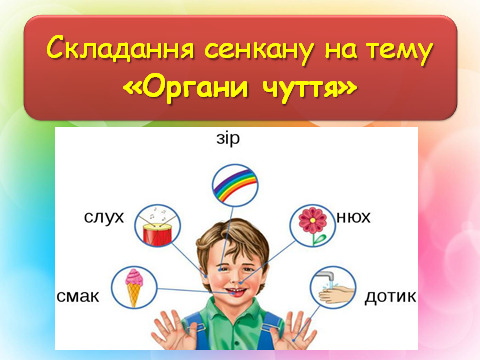 Складання сенкану на тему
«Органи чуття»
зір
слух
нюх
смак
дотик